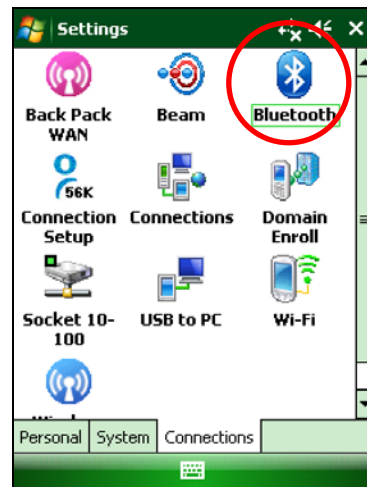 Settings
Back Pack Beam Bluetooth
WAN
56K
Connection Connections Domain
Setup Enroll
Socket 10- USB to PC Wi-Fi
100
Personal System Connections